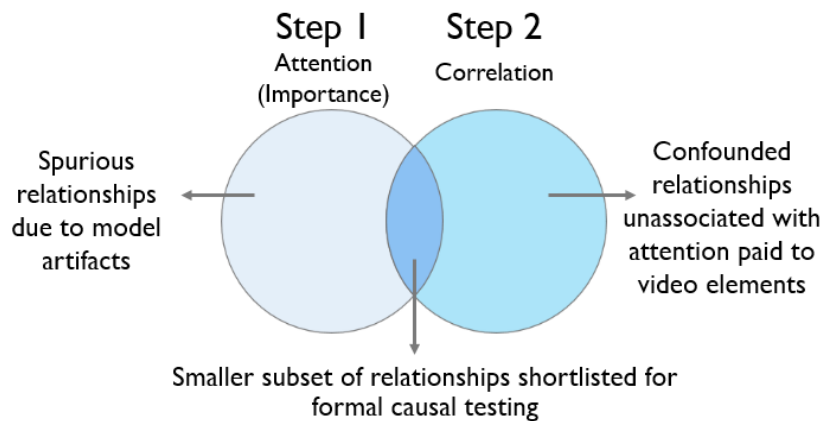 Step 1
Attention
(Importance)
Step 2
Correlation
Spurious
relationships
due to model
artifacts
Confounded
relationships
unassociated with
attention paid to
video elements
Smaller subset of relationships shortlisted for
formal causal testing